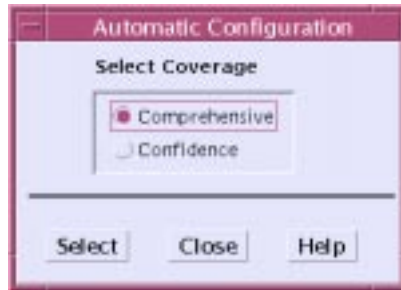 Automatic Configuration
Select Coverage
Comprehensive
Confidence
Select Close Help